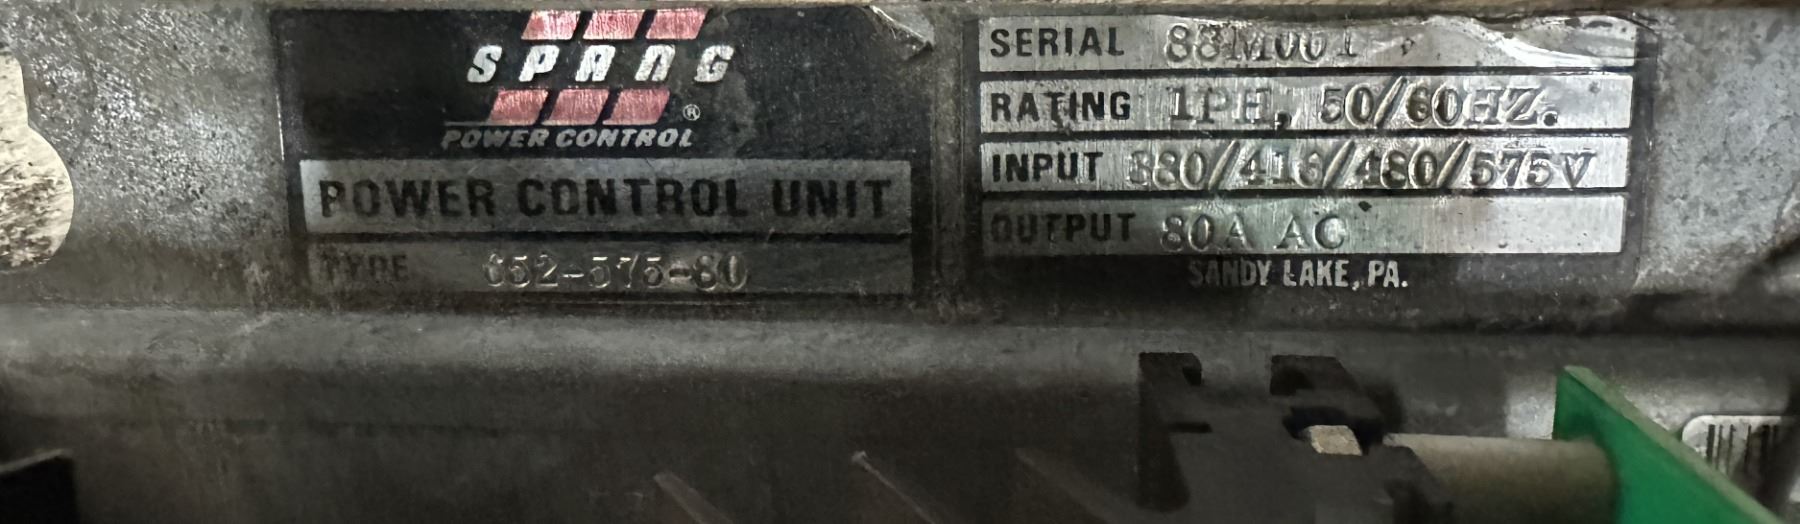 SPANG
®
POWER CONTROL
POWER CONTROL UNIT
TYPE 652-575-80
SERIAL 88M001
RATING 1PH, 50/60HZ.
INPUT 380/416/480/575V
OUTPUT 80A AC
SANDY LAKE, PA.